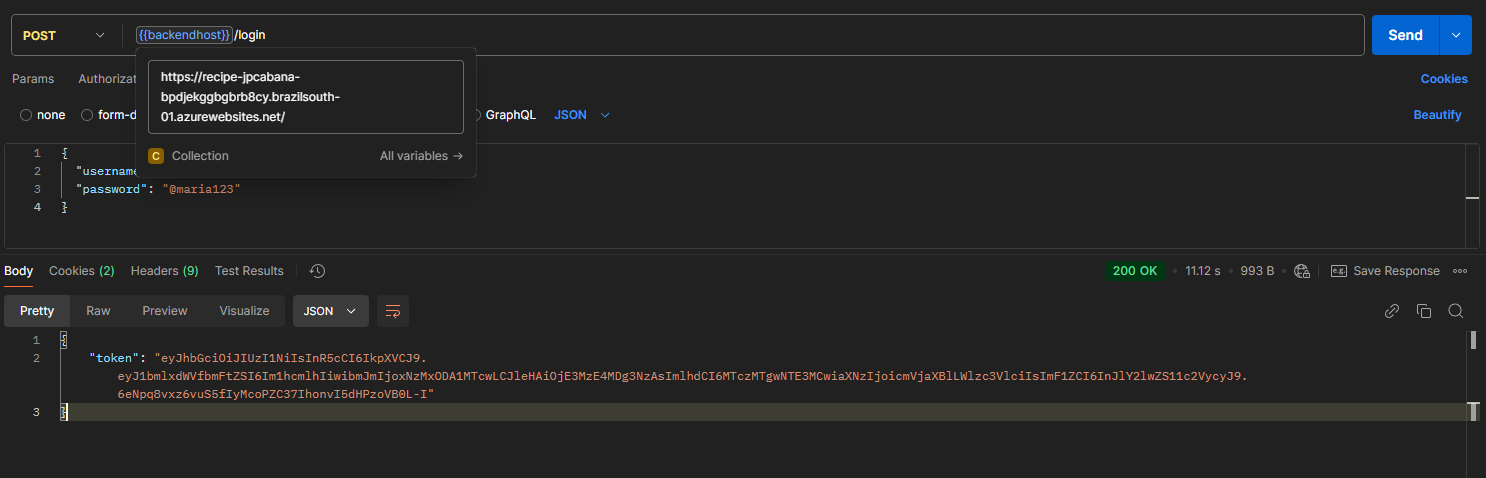 POST {{backendhost}}/login Send
https://recipe-jpcabana-
bpdjekggbgbrb8cy.brazilsouth-
01.azurewebsites.net/
Params Authorizat Cookies
none form-d GraphQL JSON Beautify
C Collection All variables →
1 {
2 "username
3 "password": "@maria123"
4 }
Body Cookies (2) Headers (9) Test Results 200 OK • 11.12 s • 993 B • e.g. Save Response
Pretty Raw Preview Visualize JSON
1 {
2 "token": "eyJhbGciOiJIUzI1NiIsInR5cCI6IkpXVCJ9.
eyJ1bmlxdWVfbmFtZSI6Im1hcmlhIiwibmJmIjoxNzMxODA1MTcwLCJleHAiOjE3MzE4MDg3NzAsImlhdCI6MTczMTgwNTE3MCwiaXNzIjoicmVjaXBlLWlzc3VlciIsImF1ZCI6InJlY2lwZS11c2VycyJ9.
6eNpq8vxz6vuS5fIyMcoPZC37IhonvI5dHPzoVB0L-I"
3 }